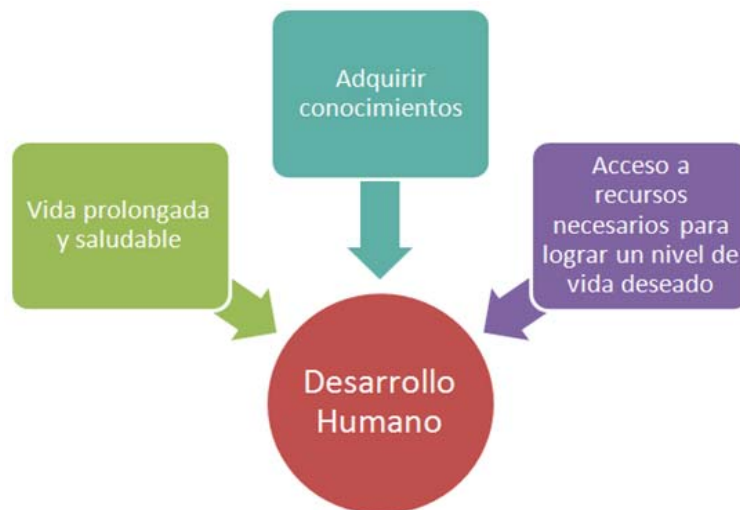 Adquirir
conocimientos
Vida prolongada
y saludable
Acceso a
recursos
necesarios para
lograr un nivel de
vida deseado
Desarrollo
Humano